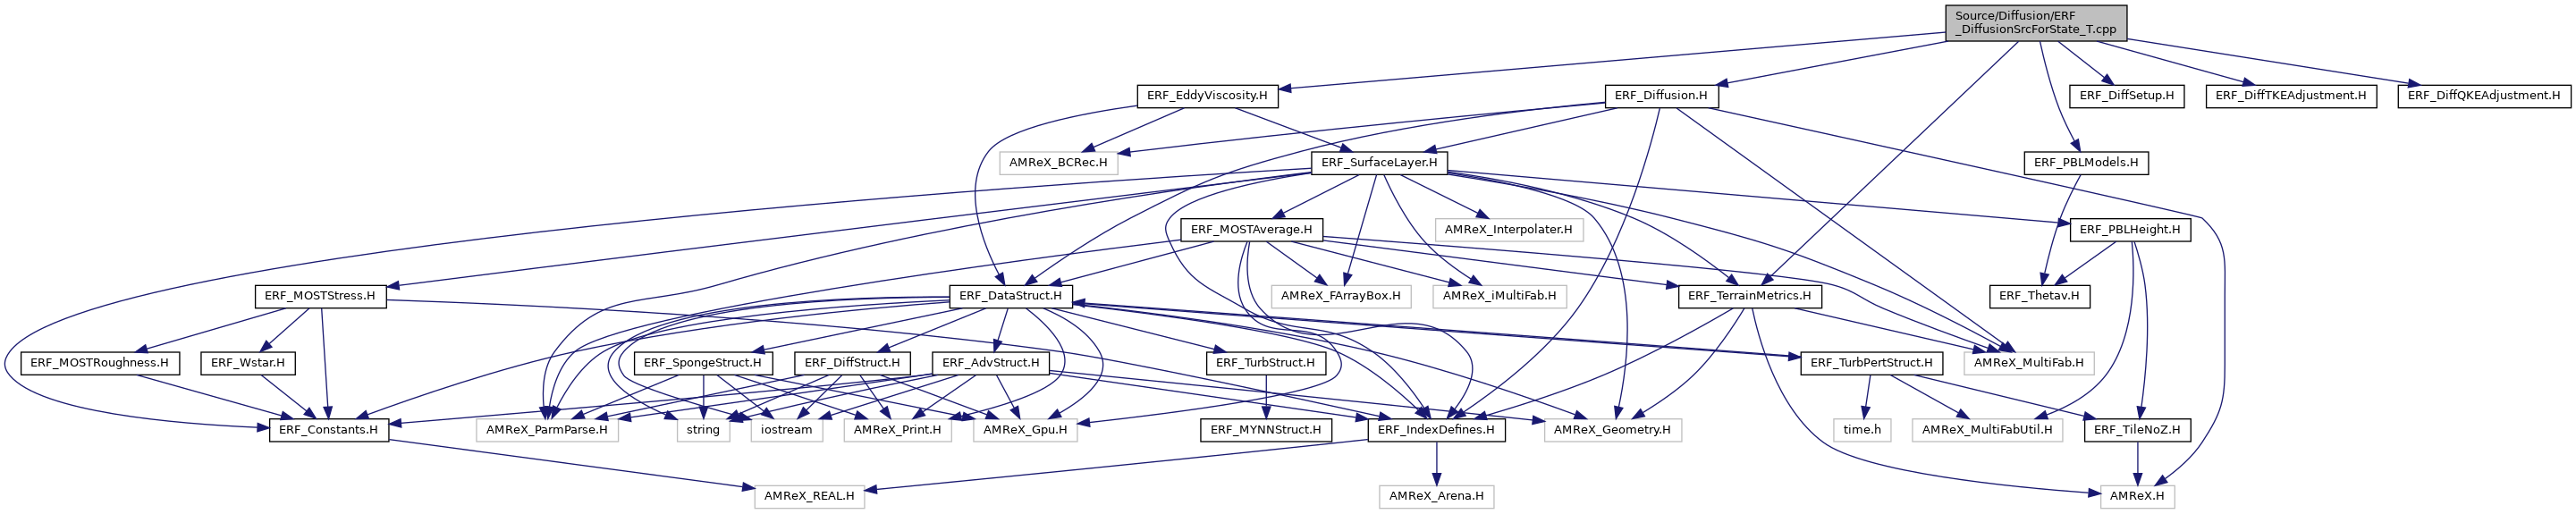 Source/Diffusion/ERF
_DiffusionSrcForState_T.cpp
ERF_EddyViscosity.H
ERF_Diffusion.H
ERF_DiffSetup.H
ERF_DiffTKEAdjustment.H
ERF_DiffQKEAdjustment.H
AMReX_BCRec.H
ERF_SurfaceLayer.H
ERF_PBLModels.H
ERF_MOSTAverage.H
AMReX_Interpolater.H
ERF_PBLHeight.H
ERF_MOSTStress.H
ERF_DataStruct.H
AMReX_FArrayBox.H
AMReX_iMultiFab.H
ERF_TerrainMetrics.H
ERF_Thetav.H
ERF_MOSTRoughness.H
ERF_Wstar.H
ERF_SpongeStruct.H
ERF_DiffStruct.H
ERF_AdvStruct.H
ERF_TurbStruct.H
ERF_TurbPertStruct.H
AMReX_MultiFab.H
ERF_Constants.H
AMReX_ParmParse.H
string
iostream
AMReX_Print.H
AMReX_Gpu.H
ERF_MYNNStruct.H
ERF_IndexDefines.H
AMReX_Geometry.H
time.h
AMReX_MultiFabUtil.H
ERF_TileNoZ.H
AMReX_REAL.H
AMReX_Arena.H
AMReX.H